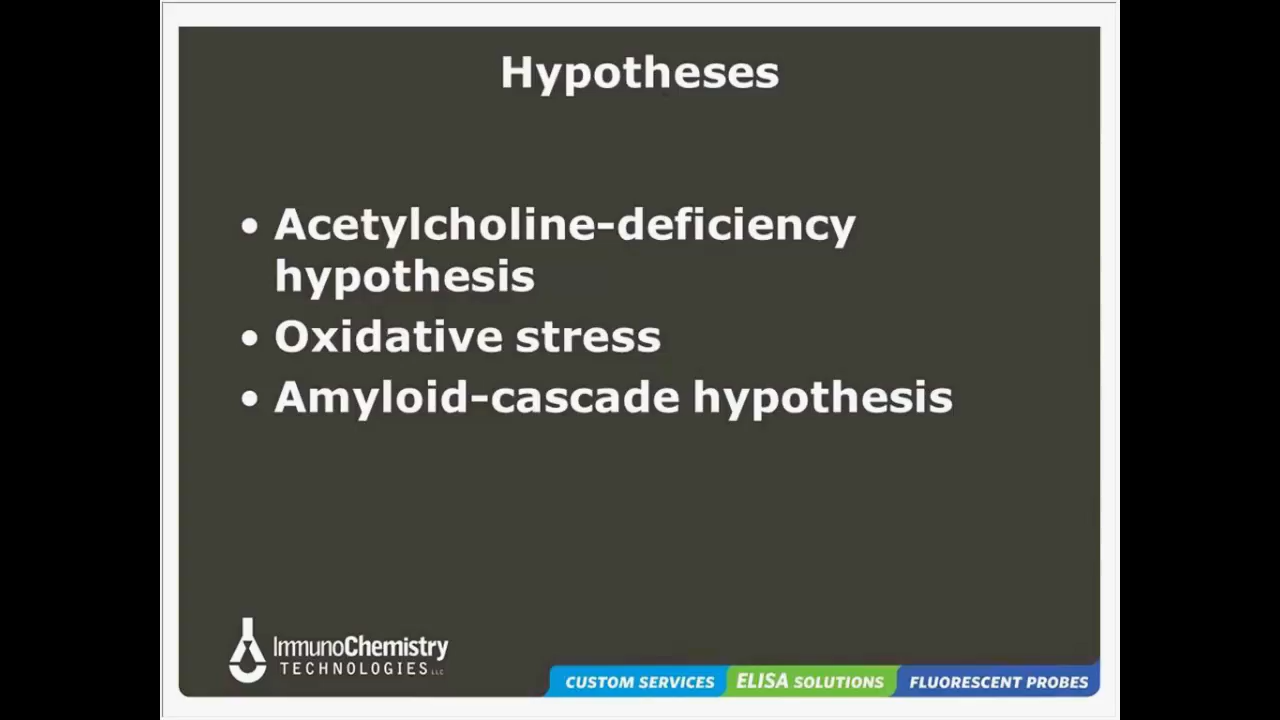 Hypotheses
• Acetylcholine-deficiency
hypothesis
• Oxidative stress
• Amyloid-cascade hypothesis
ImmunoChemistry
TECHNOLOGIES LLC
CUSTOM SERVICES ELISA SOLUTIONS FLUORESCENT PROBES